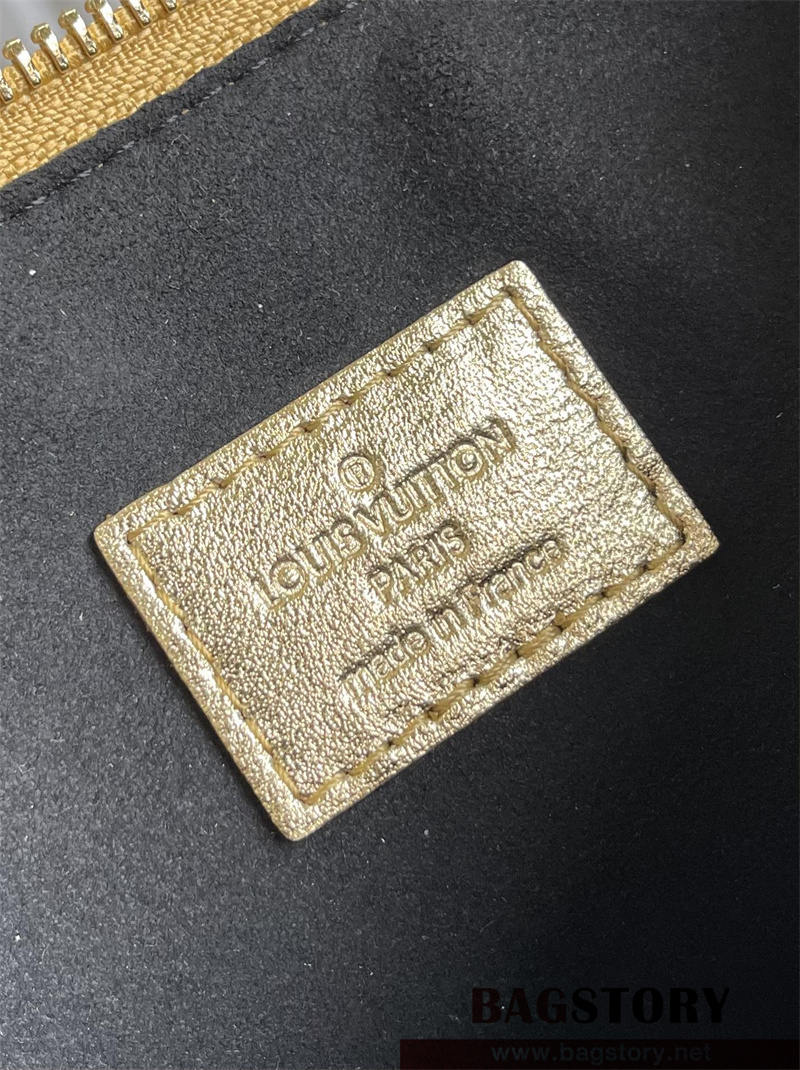 ®
LOUIS VUITTON
PARIS
made in France
BAGSTORY
www.bagstory.net